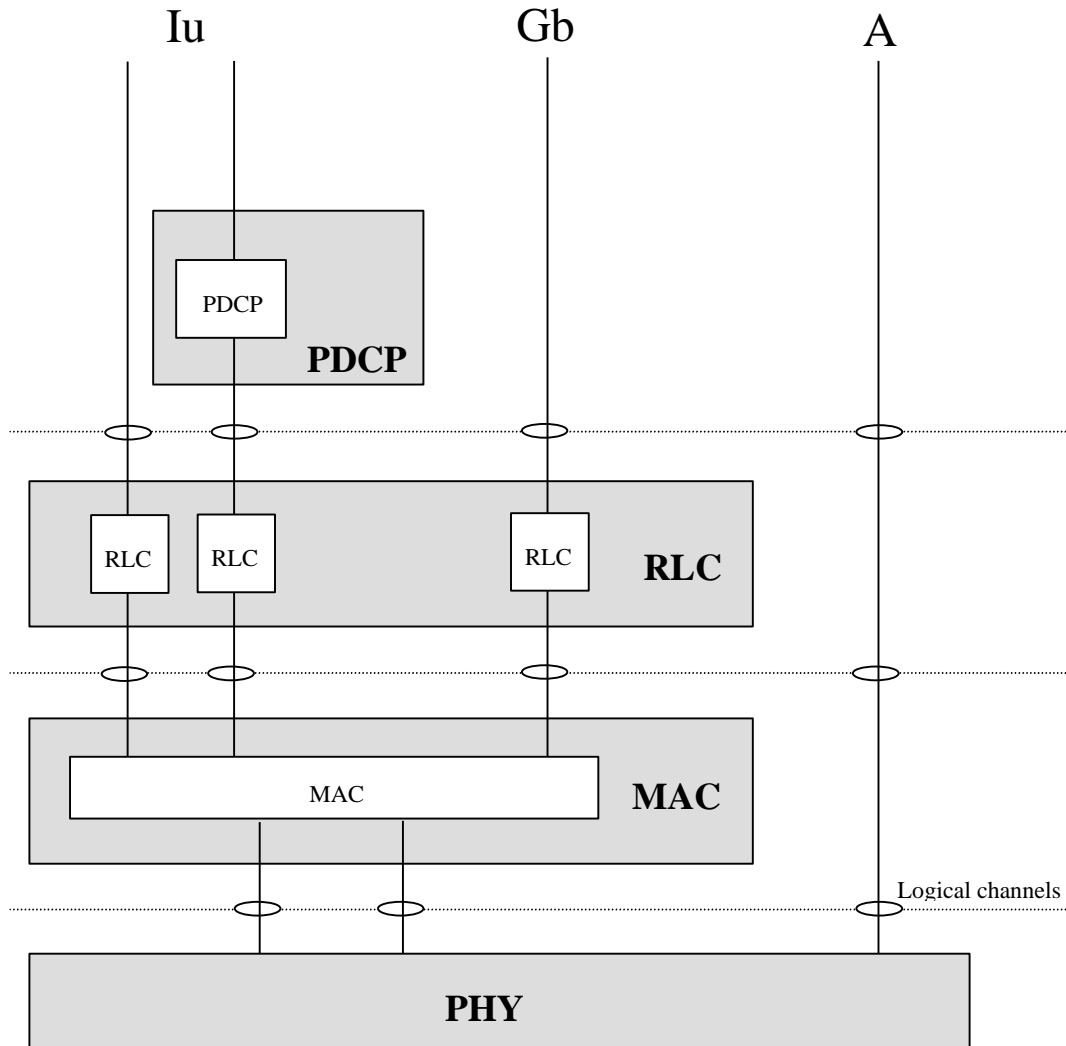 Iu
Gb
A
PDCP
PDCP
RLC
RLC
RLC
RLC
MAC
MAC
Logical channels
PHY